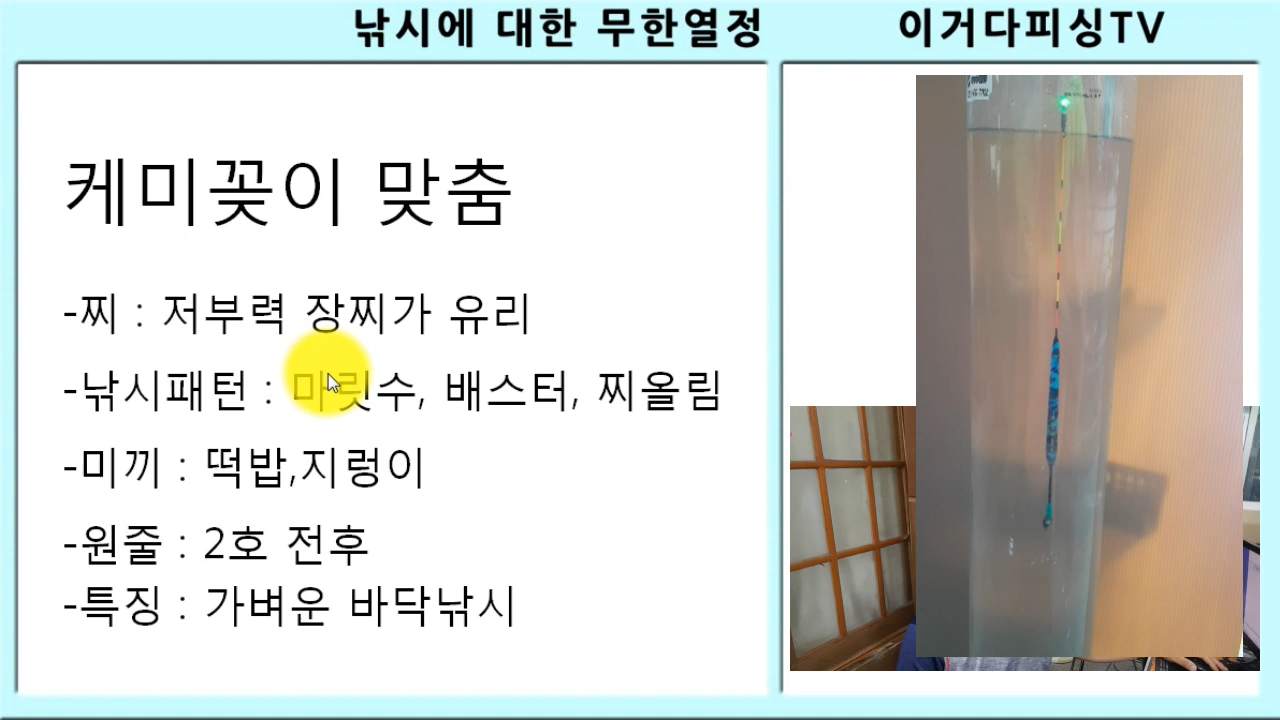 낚시에 대한 무한열정 이거다피싱TV
케미꽂이 맞춤
-찌 : 저부력 장찌가 유리
-낚시패턴 : 마릿수, 배스터, 찌올림
-미끼 : 떡밥,지렁이
-원줄 : 2호 전후
-특징 : 가벼운 바닥낚시